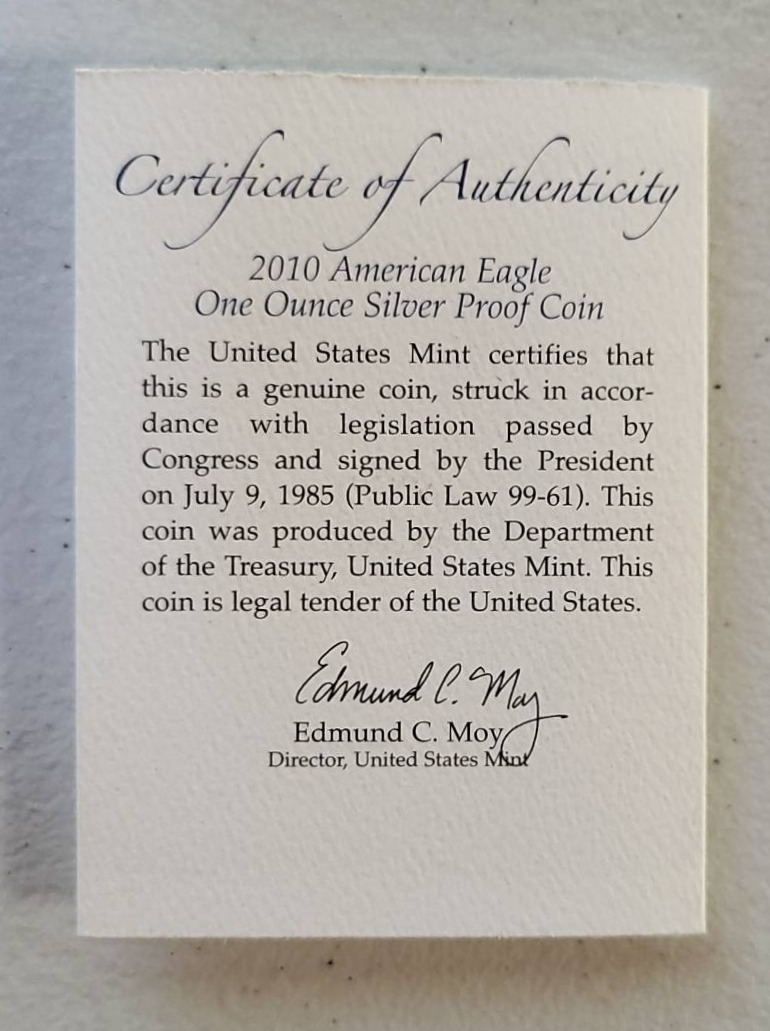 Certificate of Authenticity
2010 American Eagle
One Ounce Silver Proof Coin
The United States Mint certifies that
this is a genuine coin, struck in accor-
dance with legislation passed by
Congress and signed by the President
on July 9, 1985 (Public Law 99-61). This
coin was produced by the Department
of the Treasury, United States Mint. This
coin is legal tender of the United States.
Edmund C. Moy
Edmund C. Moy
Director, United States Mint